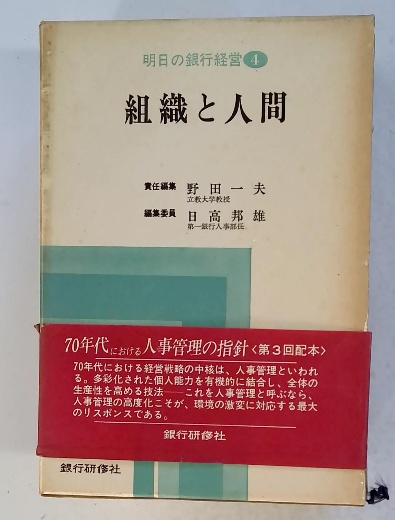 明日の銀行経営 4
組織と人間
責任編集 野田一夫
立教大学教授
編集委員 日高邦雄
第一銀行人事部長
70年代における人事管理の指針〈第3回配本〉
70年代における経営戦略の中核は、人事管理といわれ
る。多彩化された個人能力を有機的に結合し、全体の
生産性を高める技法――これを人事管理と呼ぶなら、
人事管理の高度化こそが、環境の激変に対応する最大
のリスポンスである。
銀行研修社
銀行研修社